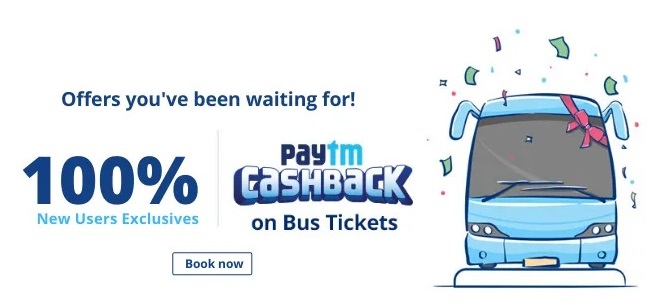 Offers you've been waiting for!
100%
New Users Exclusives
paytm
CASHBACK
on Bus Tickets
Book now